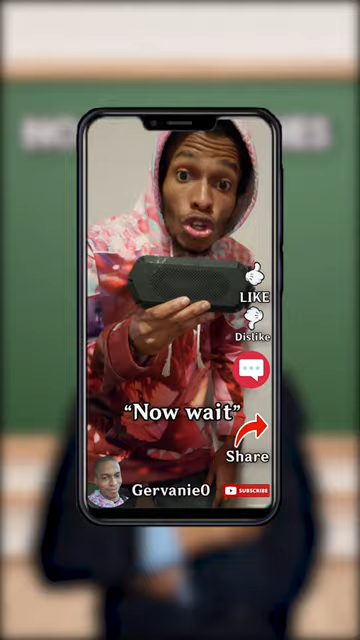 LIKE
Dislike
“Now wait”
Share
Gervanie0
SUBSCRIBE